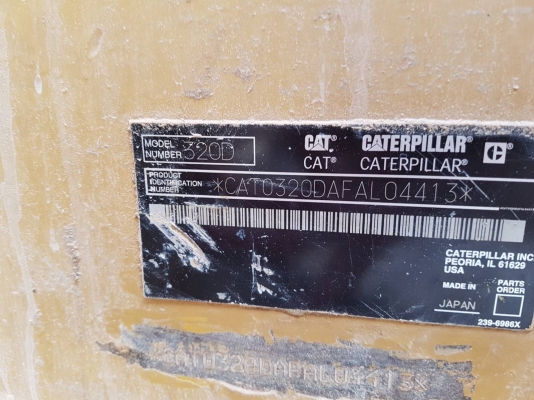 MODEL NUMBER 320D
CAT® CATERPILLAR® C
CAT® CATERPILLAR®
PRODUCT IDENTIFICATION NUMBER *CAT0320DAFAL04413*
CATERPILLAR INC
PEORIA, IL 61629
USA
MADE IN PARTS ORDER
JAPAN
239-6986X